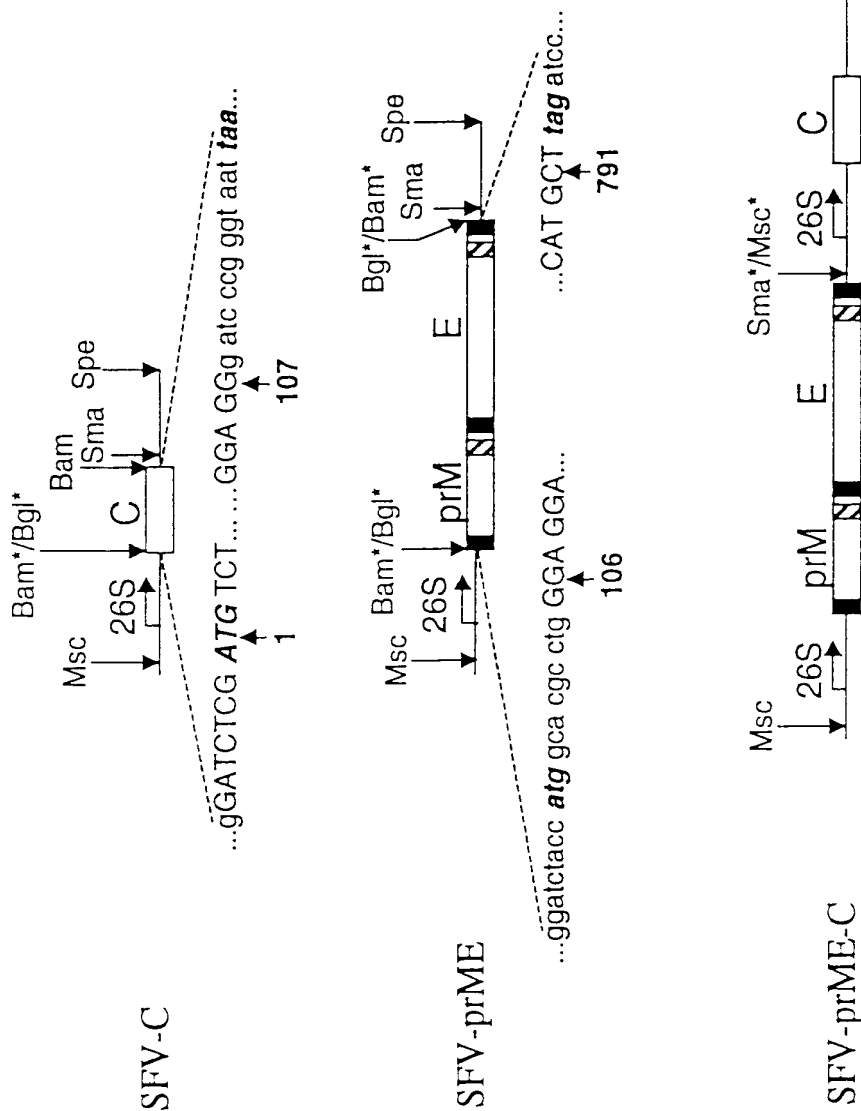 SFV-C
Bam*/Bgl*
Bam
Msc
26S
C
Sma
Spe
...gGATCTCG ATG TCT... ...GGA GGg atc ccg ggt aat taa...
1
107
SFV-prME
Bam*/Bgl*
Bgl*/Bam*
Msc
26S
prM
E
Sma
Spe
...ggatctacc atg gca cgc ctg GGA GGA...
...CAT GCT tag atcc...
106
791
SFV-prME-C
Msc
26S
prM
E
Sma*/Msc*
26S
C